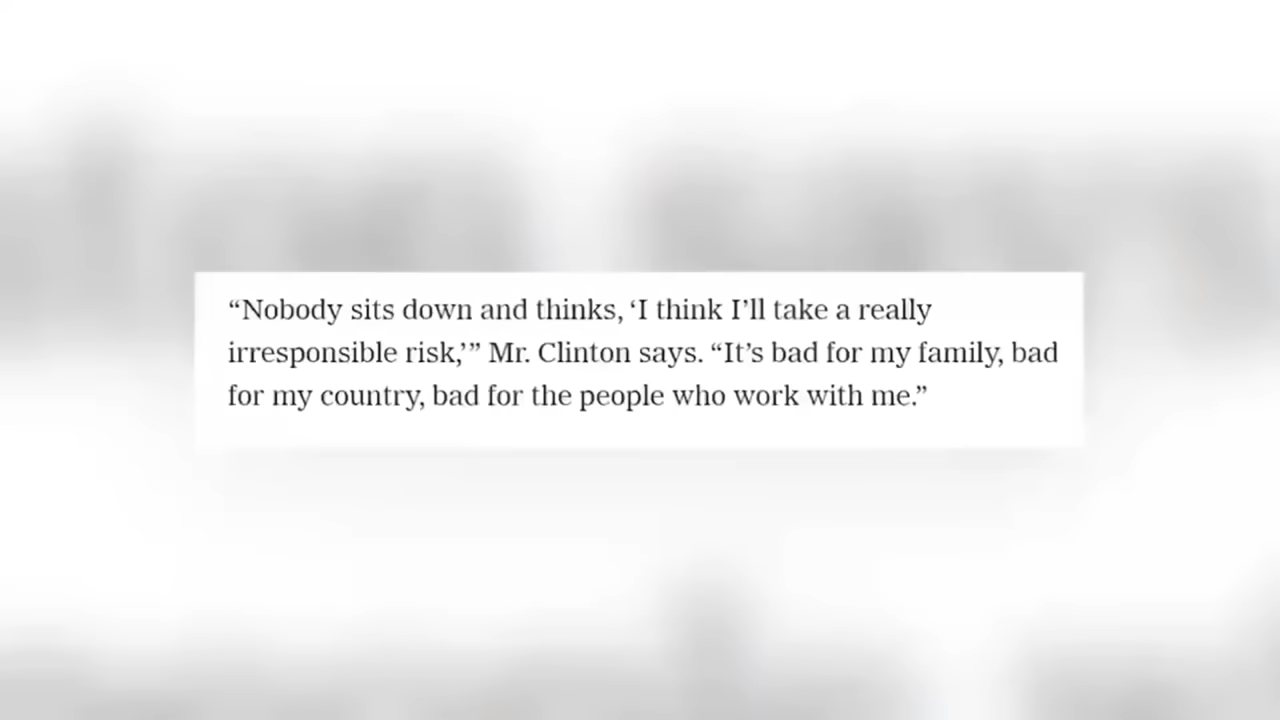 “Nobody sits down and thinks, ‘I think I’ll take a really
irresponsible risk,’” Mr. Clinton says. “It’s bad for my family, bad
for my country, bad for the people who work with me.”